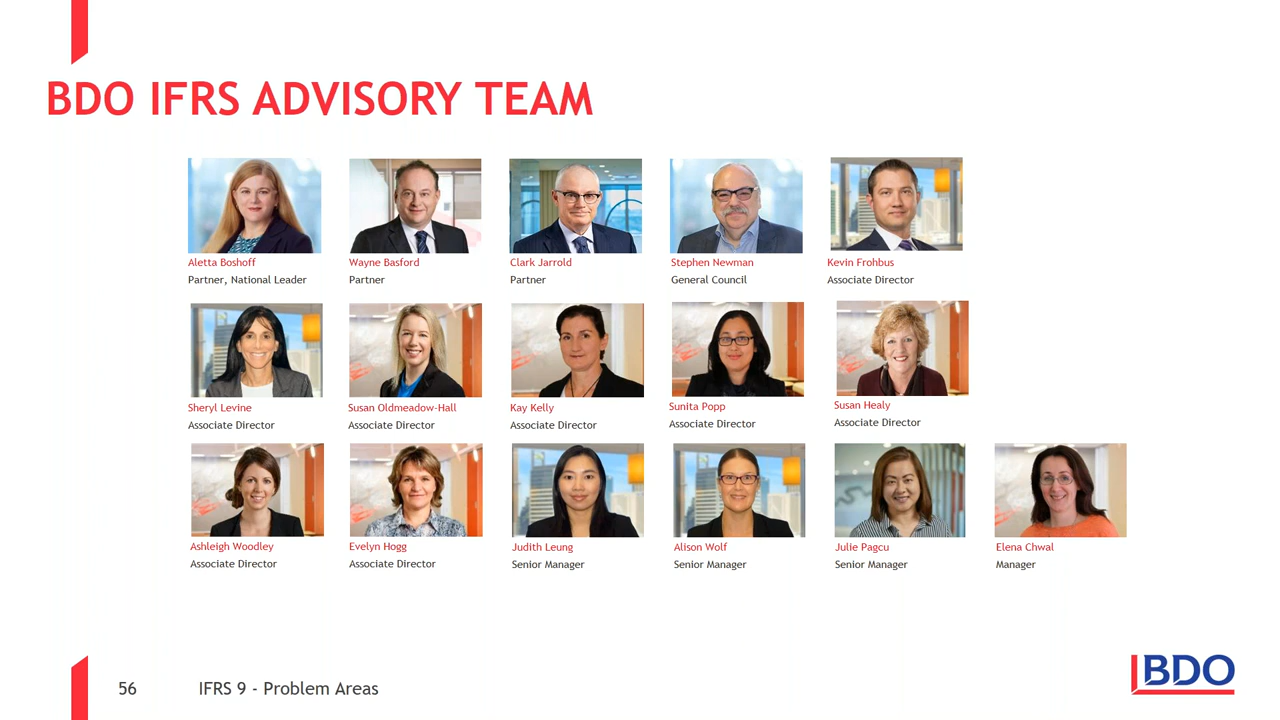 BDO IFRS ADVISORY TEAM
Aletta Boshoff
Partner, National Leader
Wayne Basford
Partner
Clark Jarrold
Partner
Stephen Newman
General Council
Kevin Frohbus
Associate Director
Sheryl Levine
Associate Director
Susan Oldmeadow-Hall
Associate Director
Kay Kelly
Associate Director
Sunita Popp
Associate Director
Susan Healy
Associate Director
Ashleigh Woodley
Associate Director
Evelyn Hogg
Associate Director
Judith Leung
Senior Manager
Alison Wolf
Senior Manager
Julie Pagcu
Senior Manager
Elena Chwal
Manager
56
IFRS 9 - Problem Areas
BDO